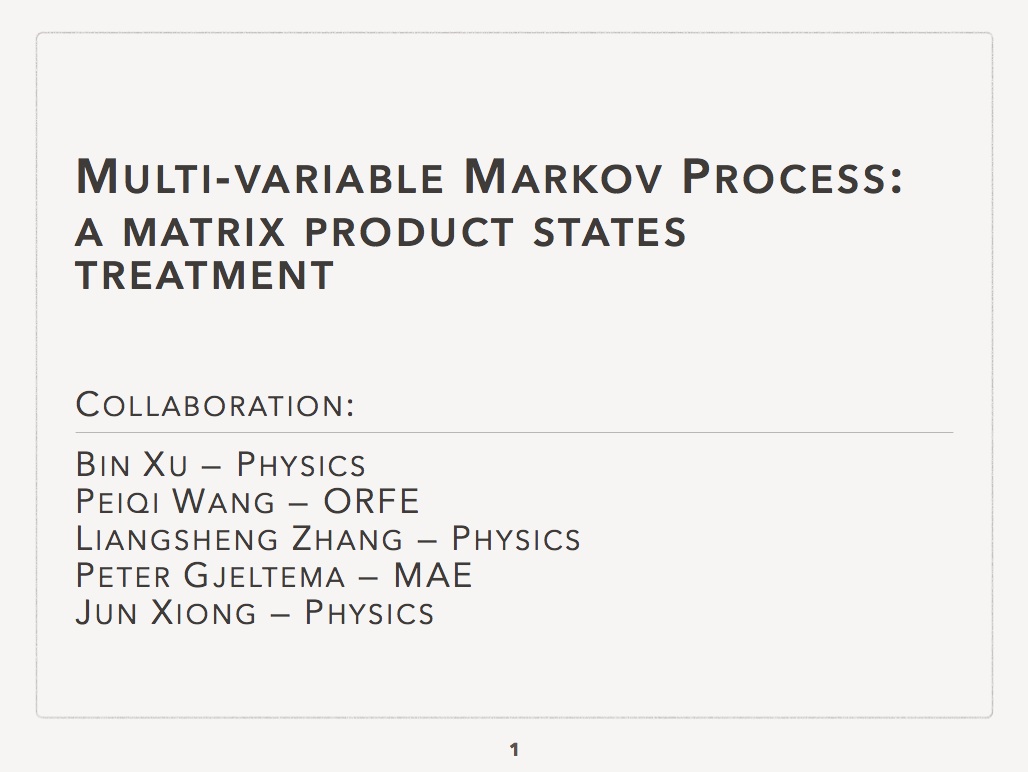 Multi-variable Markov Process:
a matrix product states
treatment
Collaboration:
Bin Xu – Physics
Peiqi Wang – ORFE
Liangsheng Zhang – Physics
Peter Gjeltema – MAE
Jun Xiong – Physics
1